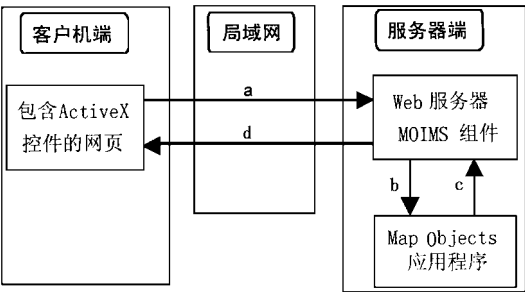 客户机端
局域网
服务器端
包含ActiveX
控件的网页
a
d
Web 服务器
MOIMS 组件
b
c
Map Objects
应用程序